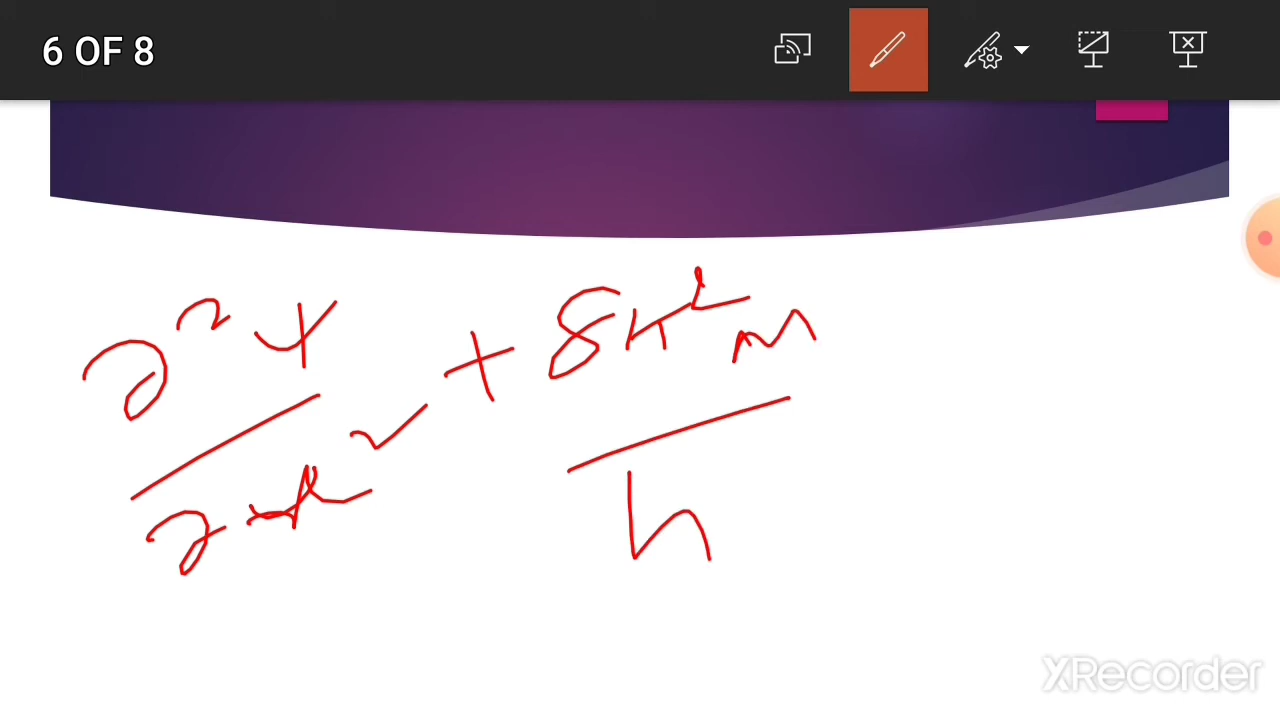 6 OF 8
∂²ψ + 8π²m
∂x² h
XRecorder